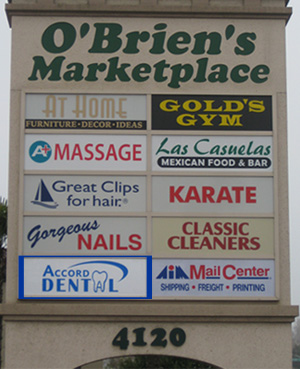 O'Brien's
Marketplace
AT HOME
FURNITURE • DECOR • IDEAS
GOLD'S
GYM
A+ MASSAGE
Las Casuelas
MEXICAN FOOD & BAR
Great Clips
for hair.®
KARATE
Gorgeous
NAILS
CLASSIC
CLEANERS
ACCORD
DENTAL
AIM Mail Center
SHIPPING • FREIGHT • PRINTING
4120